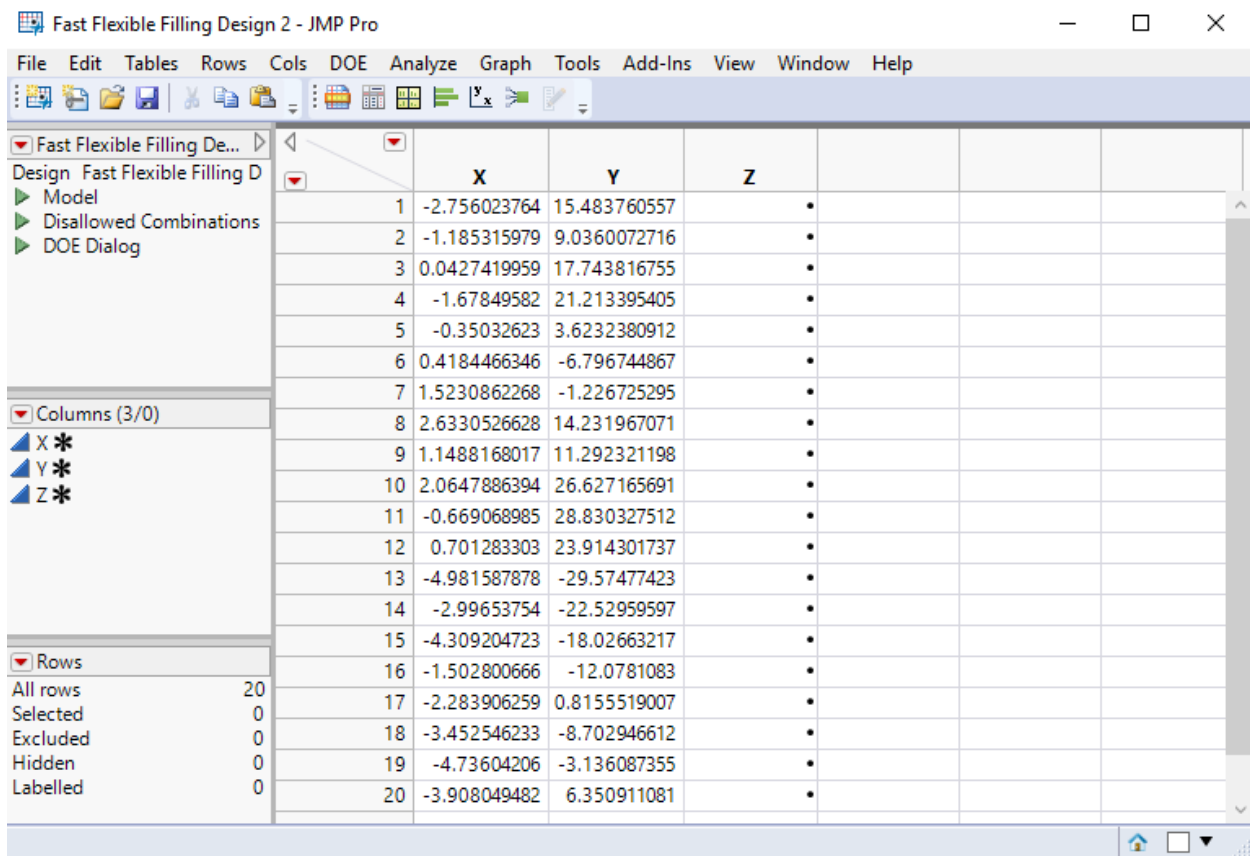 Fast Flexible Filling Design 2 - JMP Pro
File Edit Tables Rows Cols DOE Analyze Graph Tools Add-Ins View Window Help
Fast Flexible Filling De...
Design Fast Flexible Filling D
Model
Disallowed Combinations
DOE Dialog
Columns (3/0)
X
Y
Z
Rows
All rows 20
Selected 0
Excluded 0
Hidden 0
Labelled 0
X Y Z
1 -2.756023764 15.483760557 •
2 -1.185315979 9.0360072716 •
3 0.0427419959 17.743816755 •
4 -1.67849582 21.213395405 •
5 -0.35032623 3.6232380912 •
6 0.4184466346 -6.796744867 •
7 1.5230862268 -1.226725295 •
8 2.6330526628 14.231967071 •
9 1.1488168017 11.292321198 •
10 2.0647886394 26.627165691 •
11 -0.669068985 28.830327512 •
12 0.701283303 23.914301737 •
13 -4.981587878 -29.57477423 •
14 -2.99653754 -22.52959597 •
15 -4.309204723 -18.02663217 •
16 -1.502800666 -12.0781083 •
17 -2.283906259 0.8155519007 •
18 -3.452546233 -8.702946612 •
19 -4.73604206 -3.136087355 •
20 -3.908049482 6.350911081 •